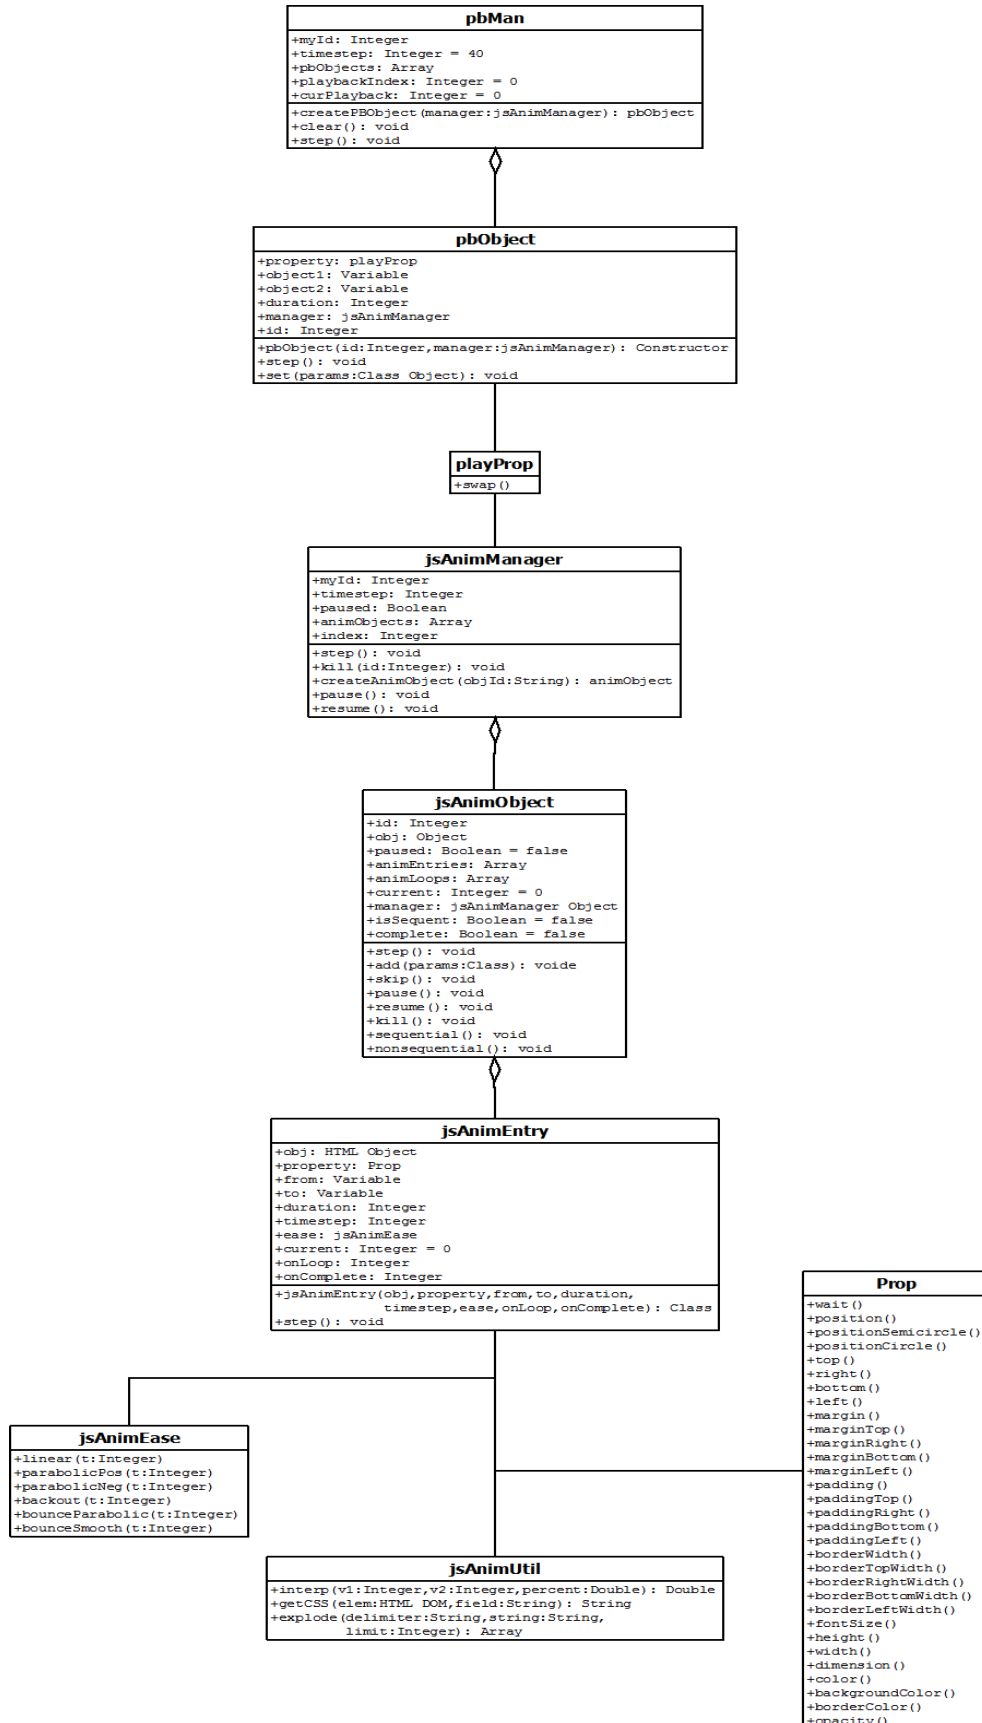 pbMan
+myId: Integer
+timestep: Integer = 40
+pbObjects: Array
+playbackIndex: Integer = 0
+curPlayback: Integer = 0
+createPBObject(manager:jsAnimManager): pbObject
+clear(): void
+step(): void
pbObject
+property: playProp
+object1: Variable
+object2: Variable
+duration: Integer
+manager: jsAnimManager
+id: Integer
+pbObject(id:Integer,manager:jsAnimManager): Constructor
+step(): void
+set(params:Class Object): void
playProp
+swap()
jsAnimManager
+myId: Integer
+timestep: Integer
+paused: Boolean
+animObjects: Array
+index: Integer
+step(): void
+kill(id:Integer): void
+createAnimObject(objId:String): animObject
+pause(): void
+resume(): void
jsAnimObject
+id: Integer
+obj: Object
+paused: Boolean = false
+animEntries: Array
+animLoops: Array
+current: Integer = 0
+manager: jsAnimManager Object
+isSequent: Boolean = false
+complete: Boolean = false
+step(): void
+add(params:Class): voide
+skip(): void
+pause(): void
+resume(): void
+kill(): void
+sequential(): void
+nonsequential(): void
jsAnimEntry
+obj: HTML Object
+property: Prop
+from: Variable
+to: Variable
+duration: Integer
+timestep: Integer
+ease: jsAnimEase
+current: Integer = 0
+onLoop: Integer
+onComplete: Integer
+jsAnimEntry(obj,property,from,to,duration,
timestep,ease,onLoop,onComplete): Class
+step(): void
jsAnimEase
+linear(t:Integer)
+parabolicPos(t:Integer)
+parabolicNeg(t:Integer)
+backout(t:Integer)
+bounceParabolic(t:Integer)
+bounceSmooth(t:Integer)
jsAnimUtil
+interp(v1:Integer,v2:Integer,percent:Double): Double
+getCSS(elem:HTML DOM,field:String): String
+explode(delimiter:String,string:String,
limit:Integer): Array
Prop
+wait()
+position()
+positionSemicircle()
+positionCircle()
+top()
+right()
+bottom()
+left()
+margin()
+marginTop()
+marginRight()
+marginBottom()
+marginLeft()
+padding()
+paddingTop()
+paddingRight()
+paddingBottom()
+paddingLeft()
+borderWidth()
+borderTopWidth()
+borderRightWidth()
+borderBottomWidth()
+borderLeftWidth()
+fontSize()
+height()
+width()
+dimension()
+color()
+backgroundColor()
+borderColor()
+opacity()